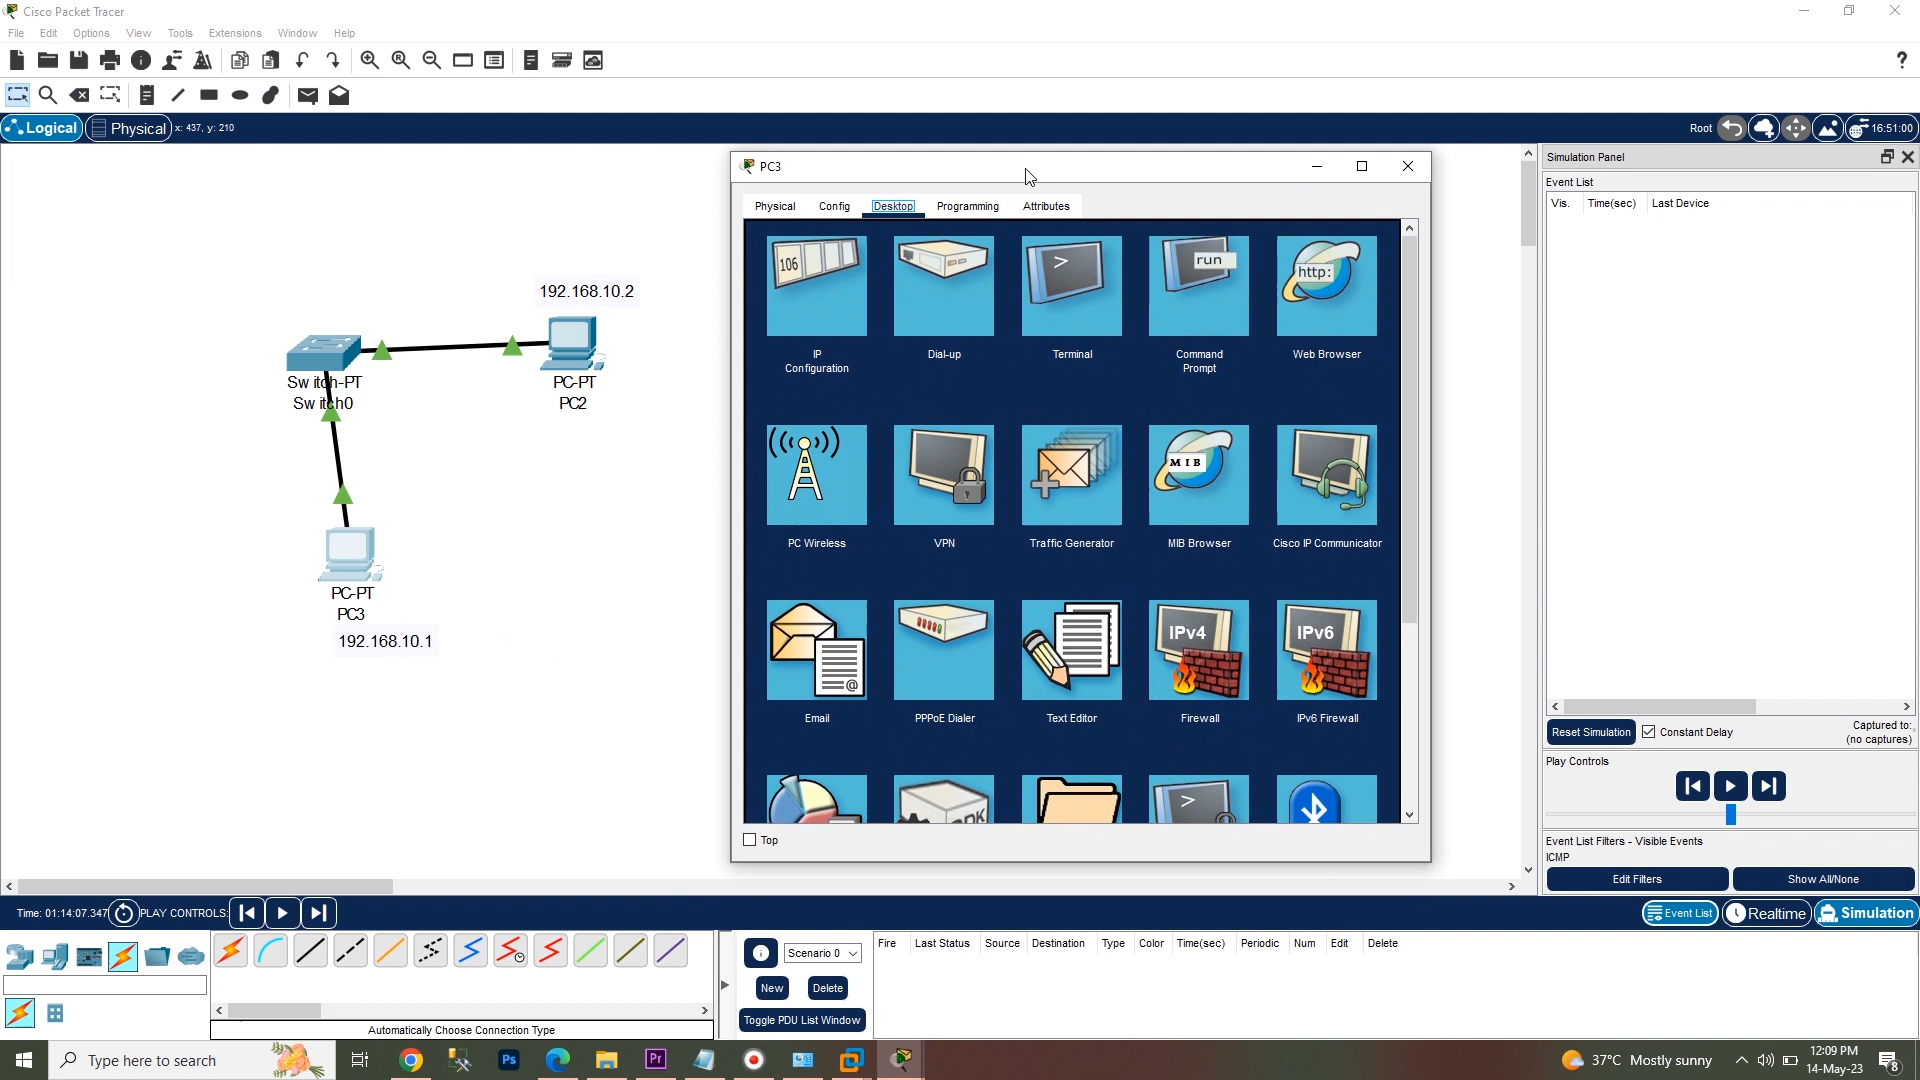 Cisco Packet Tracer
File Edit Options View Tools Extensions Window Help
Logical Physical x: 437, y: 210 Root 16:51:00
PC3
Physical Config Desktop Programming Attributes
106
>
run
http:
IP Configuration
Dial-up
Terminal
Command Prompt
Web Browser
MIB
PC Wireless
VPN
Traffic Generator
MIB Browser
Cisco IP Communicator
@
IPv4
IPv6
Email
PPPoE Dialer
Text Editor
Firewall
IPv6 Firewall
>
Top
192.168.10.2
Switch-PT
Switch0
PC-PT
PC2
PC-PT
PC3
192.168.10.1
Simulation Panel
Event List
Vis. Time(sec) Last Device
Reset Simulation Constant Delay
Captured to:
(no captures)
Play Controls
Event List Filters - Visible Events
ICMP
Edit Filters Show All/None
Time: 01:14:07.347 PLAY CONTROLS:
Event List Realtime Simulation
Automatically Choose Connection Type
Scenario 0
New Delete
Toggle PDU List Window
Fire Last Status Source Destination Type Color Time(sec) Periodic Num Edit Delete
Type here to search
Ps
Pr
37°C Mostly sunny
12:09 PM
14-May-23
8